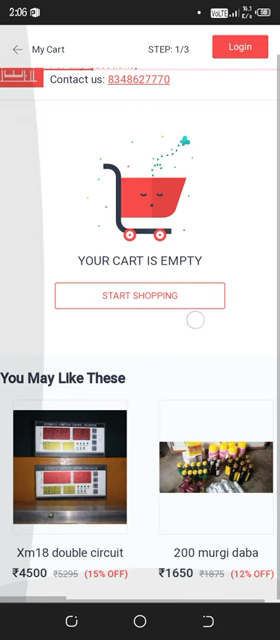 2:06
VoLTE
My Cart
STEP: 1/3
Login
Contact us: 8348627770
YOUR CART IS EMPTY
START SHOPPING
You May Like These
Xm18 double circuit
₹4500 ₹5295 (15% OFF)
200 murgi daba
₹1650 ₹1875 (12% OFF)